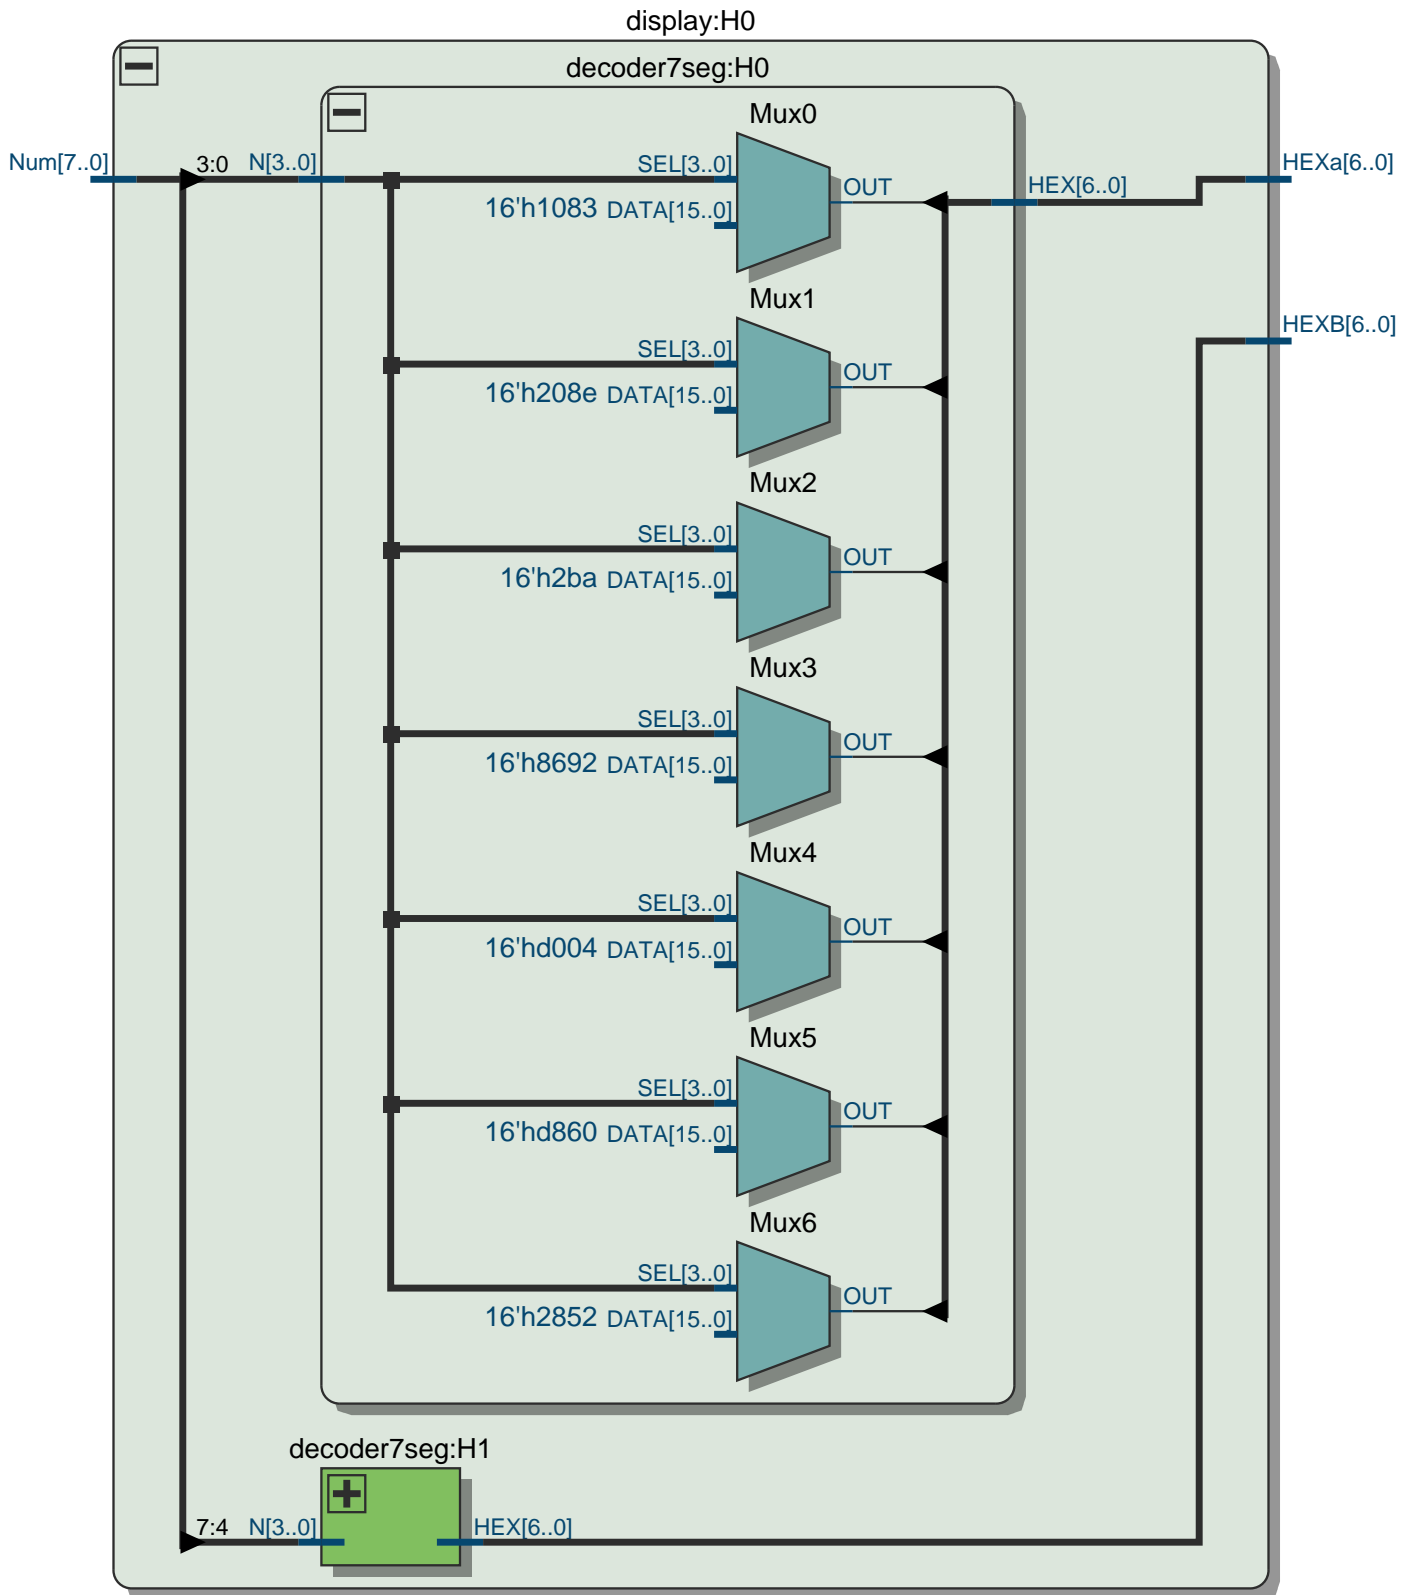 display:H0
decoder7seg:H0
Mux0
Num[7..0] 3:0 N[3..0] SEL[3..0] OUT HEX[6..0] HEXa[6..0]
16'h1083 DATA[15..0]
Mux1
HEXB[6..0]
SEL[3..0] OUT
16'h208e DATA[15..0]
Mux2
SEL[3..0] OUT
16'h2ba DATA[15..0]
Mux3
SEL[3..0] OUT
16'h8692 DATA[15..0]
Mux4
SEL[3..0] OUT
16'hd004 DATA[15..0]
Mux5
SEL[3..0] OUT
16'hd860 DATA[15..0]
Mux6
SEL[3..0] OUT
16'h2852 DATA[15..0]
decoder7seg:H1
7:4 N[3..0] HEX[6..0]